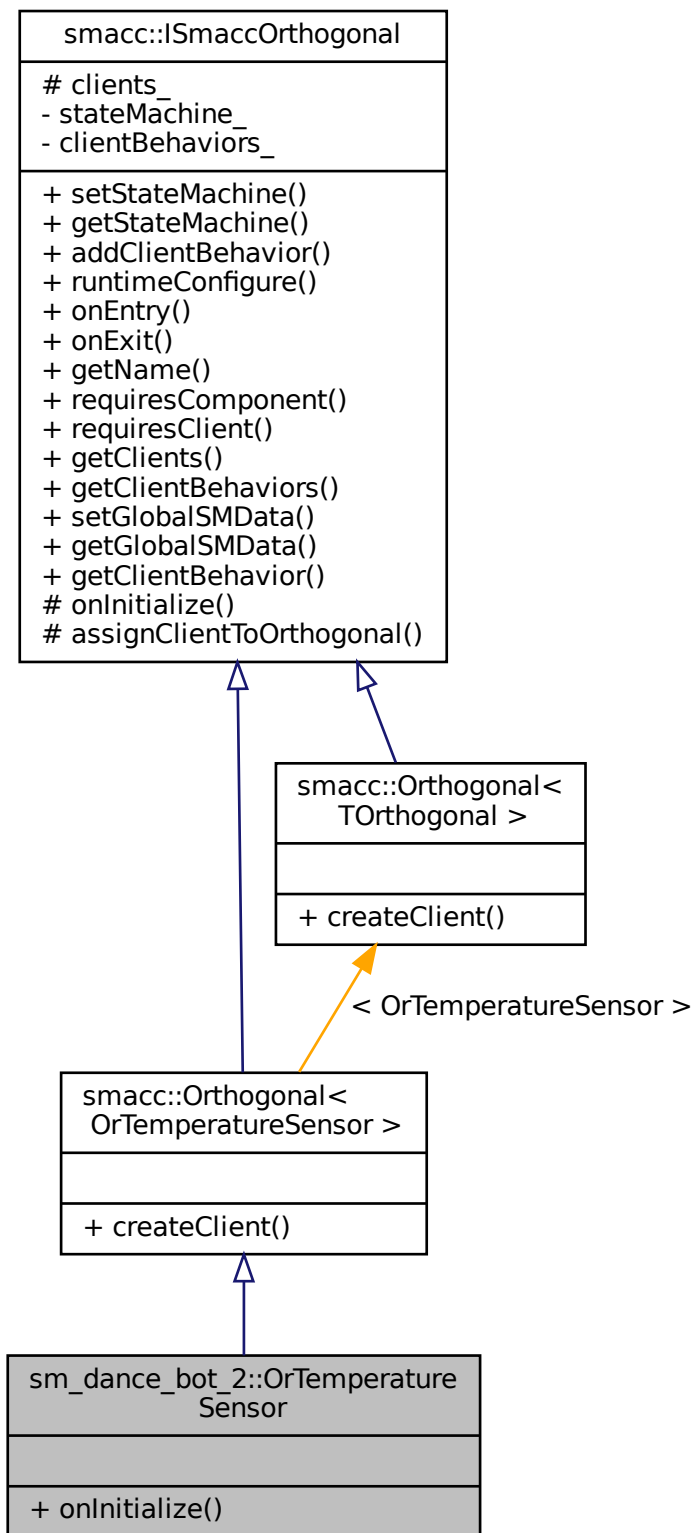 smacc::ISmaccOrthogonal
# clients_
- stateMachine_
- clientBehaviors_
+ setStateMachine()
+ getStateMachine()
+ addClientBehavior()
+ runtimeConfigure()
+ onEntry()
+ onExit()
+ getName()
+ requiresComponent()
+ requiresClient()
+ getClients()
+ getClientBehaviors()
+ setGlobalSMData()
+ getGlobalSMData()
+ getClientBehavior()
# onInitialize()
# assignClientToOrthogonal()
smacc::Orthogonal<
TOrthogonal >
+ createClient()
< OrTemperatureSensor >
smacc::Orthogonal<
OrTemperatureSensor >
+ createClient()
sm_dance_bot_2::OrTemperature
Sensor
+ onInitialize()